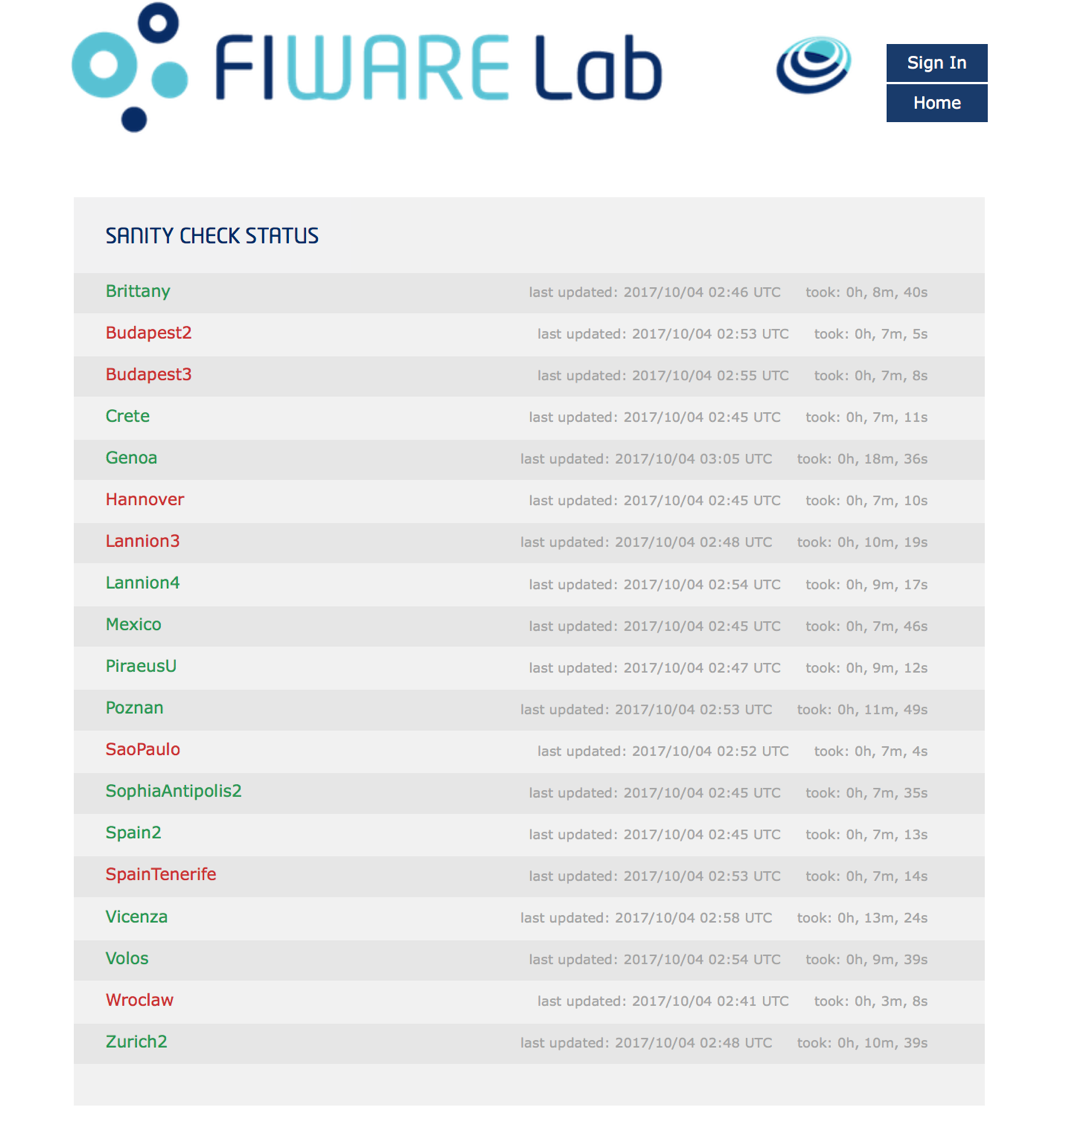 FIWARE Lab
Sign In
Home
SANITY CHECK STATUS
Brittany last updated: 2017/10/04 02:46 UTC took: 0h, 8m, 40s
Budapest2 last updated: 2017/10/04 02:53 UTC took: 0h, 7m, 5s
Budapest3 last updated: 2017/10/04 02:55 UTC took: 0h, 7m, 8s
Crete last updated: 2017/10/04 02:45 UTC took: 0h, 7m, 11s
Genoa last updated: 2017/10/04 03:05 UTC took: 0h, 18m, 36s
Hannover last updated: 2017/10/04 02:45 UTC took: 0h, 7m, 10s
Lannion3 last updated: 2017/10/04 02:48 UTC took: 0h, 10m, 19s
Lannion4 last updated: 2017/10/04 02:54 UTC took: 0h, 9m, 17s
Mexico last updated: 2017/10/04 02:45 UTC took: 0h, 7m, 46s
PiraeusU last updated: 2017/10/04 02:47 UTC took: 0h, 9m, 12s
Poznan last updated: 2017/10/04 02:53 UTC took: 0h, 11m, 49s
SaoPaulo last updated: 2017/10/04 02:52 UTC took: 0h, 7m, 4s
SophiaAntipolis2 last updated: 2017/10/04 02:45 UTC took: 0h, 7m, 35s
Spain2 last updated: 2017/10/04 02:45 UTC took: 0h, 7m, 13s
SpainTenerife last updated: 2017/10/04 02:53 UTC took: 0h, 7m, 14s
Vicenza last updated: 2017/10/04 02:58 UTC took: 0h, 13m, 24s
Volos last updated: 2017/10/04 02:54 UTC took: 0h, 9m, 39s
Wroclaw last updated: 2017/10/04 02:41 UTC took: 0h, 3m, 8s
Zurich2 last updated: 2017/10/04 02:48 UTC took: 0h, 10m, 39s